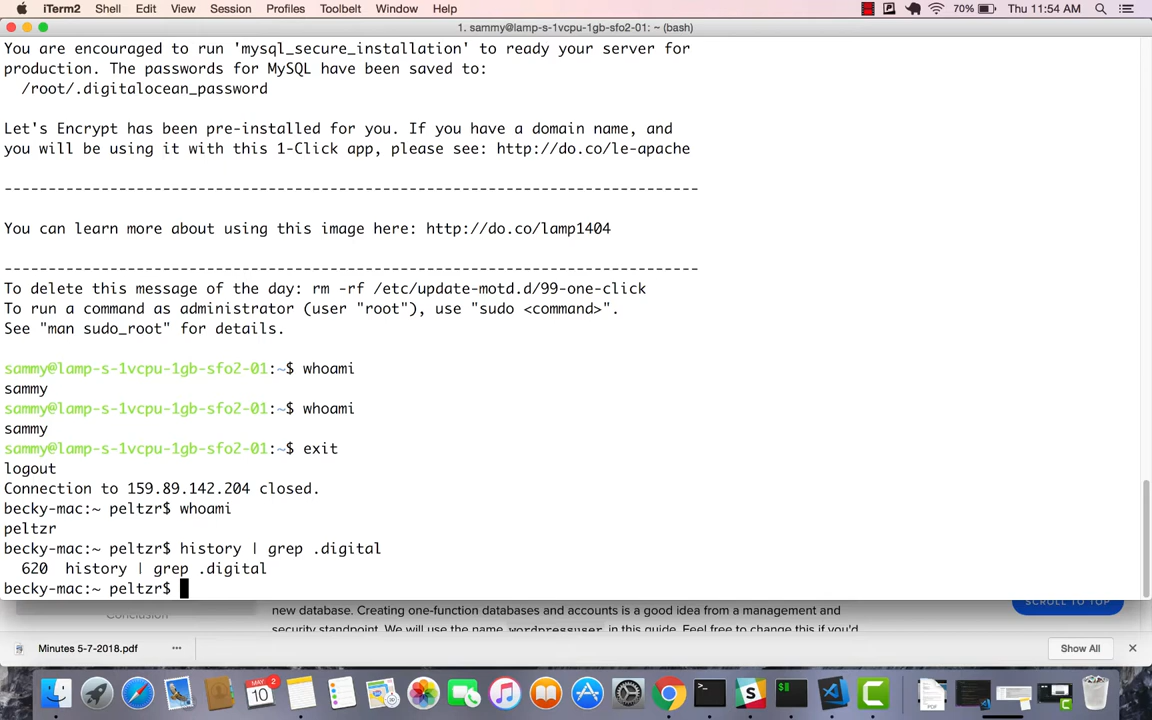 iTerm2 Shell Edit View Session Profiles Toolbelt Window Help 70% Thu 11:54 AM
1. sammy@lamp-s-1vcpu-1gb-sfo2-01: ~ (bash)
You are encouraged to run 'mysql_secure_installation' to ready your server for
production. The passwords for MySQL have been saved to:
/root/.digitalocean_password
Let's Encrypt has been pre-installed for you. If you have a domain name, and
you will be using it with this 1-Click app, please see: http://do.co/le-apache
--------------------------------------------------------------------------------
You can learn more about using this image here: http://do.co/lamp1404
--------------------------------------------------------------------------------
To delete this message of the day: rm -rf /etc/update-motd.d/99-one-click
To run a command as administrator (user "root"), use "sudo <command>".
See "man sudo_root" for details.
sammy@lamp-s-1vcpu-1gb-sfo2-01:~$ whoami
sammy
sammy@lamp-s-1vcpu-1gb-sfo2-01:~$ whoami
sammy
sammy@lamp-s-1vcpu-1gb-sfo2-01:~$ exit
logout
Connection to 159.89.142.204 closed.
becky-mac:~ peltzr$ whoami
peltzr
becky-mac:~ peltzr$ history | grep .digital
620 history | grep .digital
becky-mac:~ peltzr$
Conclusion
new database. Creating one-function databases and accounts is a good idea from a management and
security standpoint. We will use the name wordpressuser in this guide. Feel free to change this if you'd
SCROLL TO TOP
Minutes 5-7-2018.pdf
Show All
MAY
10
2